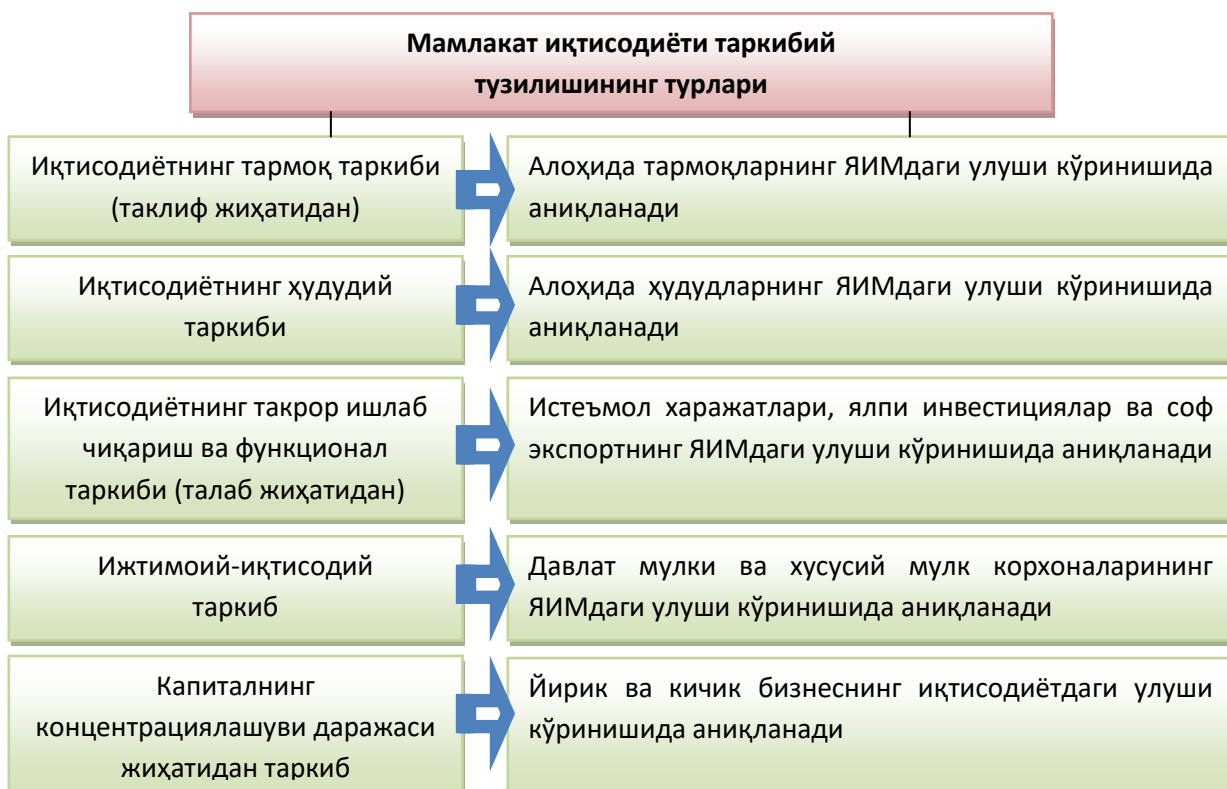 Мамлакат иқтисодиёти таркибий
тузилишининг турлари
Иқтисодиётнинг тармоқ таркиби
(таклиф жиҳатидан)
Алоҳида тармоқларнинг ЯИМдаги улуши кўринишида
аниқланади
Иқтисодиётнинг ҳудудий
таркиби
Алоҳида ҳудудларнинг ЯИМдаги улуши кўринишида
аниқланади
Иқтисодиётнинг такрор ишлаб
чиқариш ва функционал
таркиби (талаб жиҳатидан)
Истеъмол харажатлари, ялпи инвестициялар ва соф
экспортнинг ЯИМдаги улуши кўринишида аниқланади
Ижтимоий-иқтисодий
таркиб
Давлат мулки ва хусусий мулк корхоналарининг
ЯИМдаги улуши кўринишида аниқланади
Капиталнинг
концентрациялашуви даражаси
жиҳатидан таркиб
Йирик ва кичик бизнеснинг иқтисодиётдаги улуши
кўринишида аниқланади